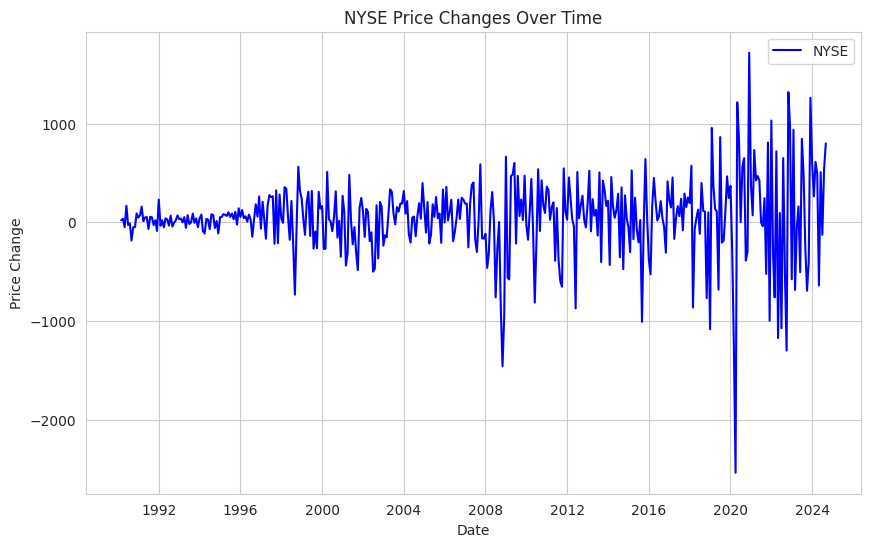 NYSE Price Changes Over Time
NYSE
Price Change
1000
0
−1000
−2000
1992 1996 2000 2004 2008 2012 2016 2020 2024
Date